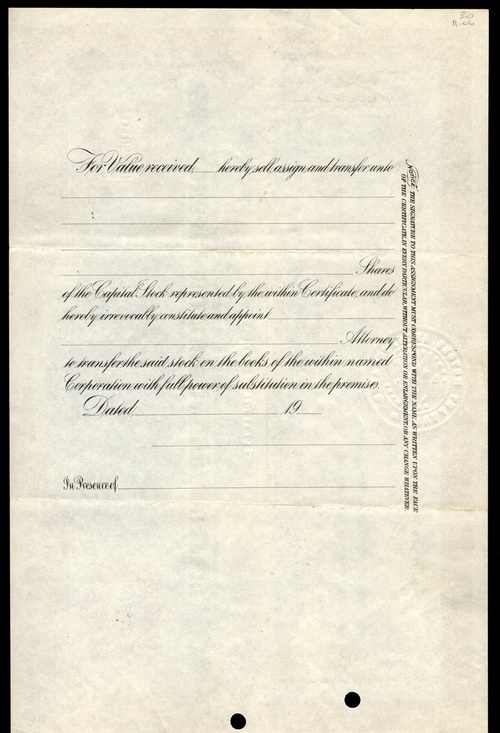 30
For Value received, hereby sell, assign and transfer unto
Shares
of the Capital Stock represented by the within Certificate, and do
hereby irrevocably constitute and appoint
Attorney
to transfer the said stock on the books of the within named
Corporation with full power of substitution in the premises.
Dated, 19
In Presence of
Notice: THE SIGNATURE TO THIS ASSIGNMENT MUST CORRESPOND WITH THE NAME AS WRITTEN UPON THE FACE
OF THE CERTIFICATE, IN EVERY PARTICULAR, WITHOUT ALTERATION OR ENLARGEMENT, OR ANY CHANGE WHATEVER.